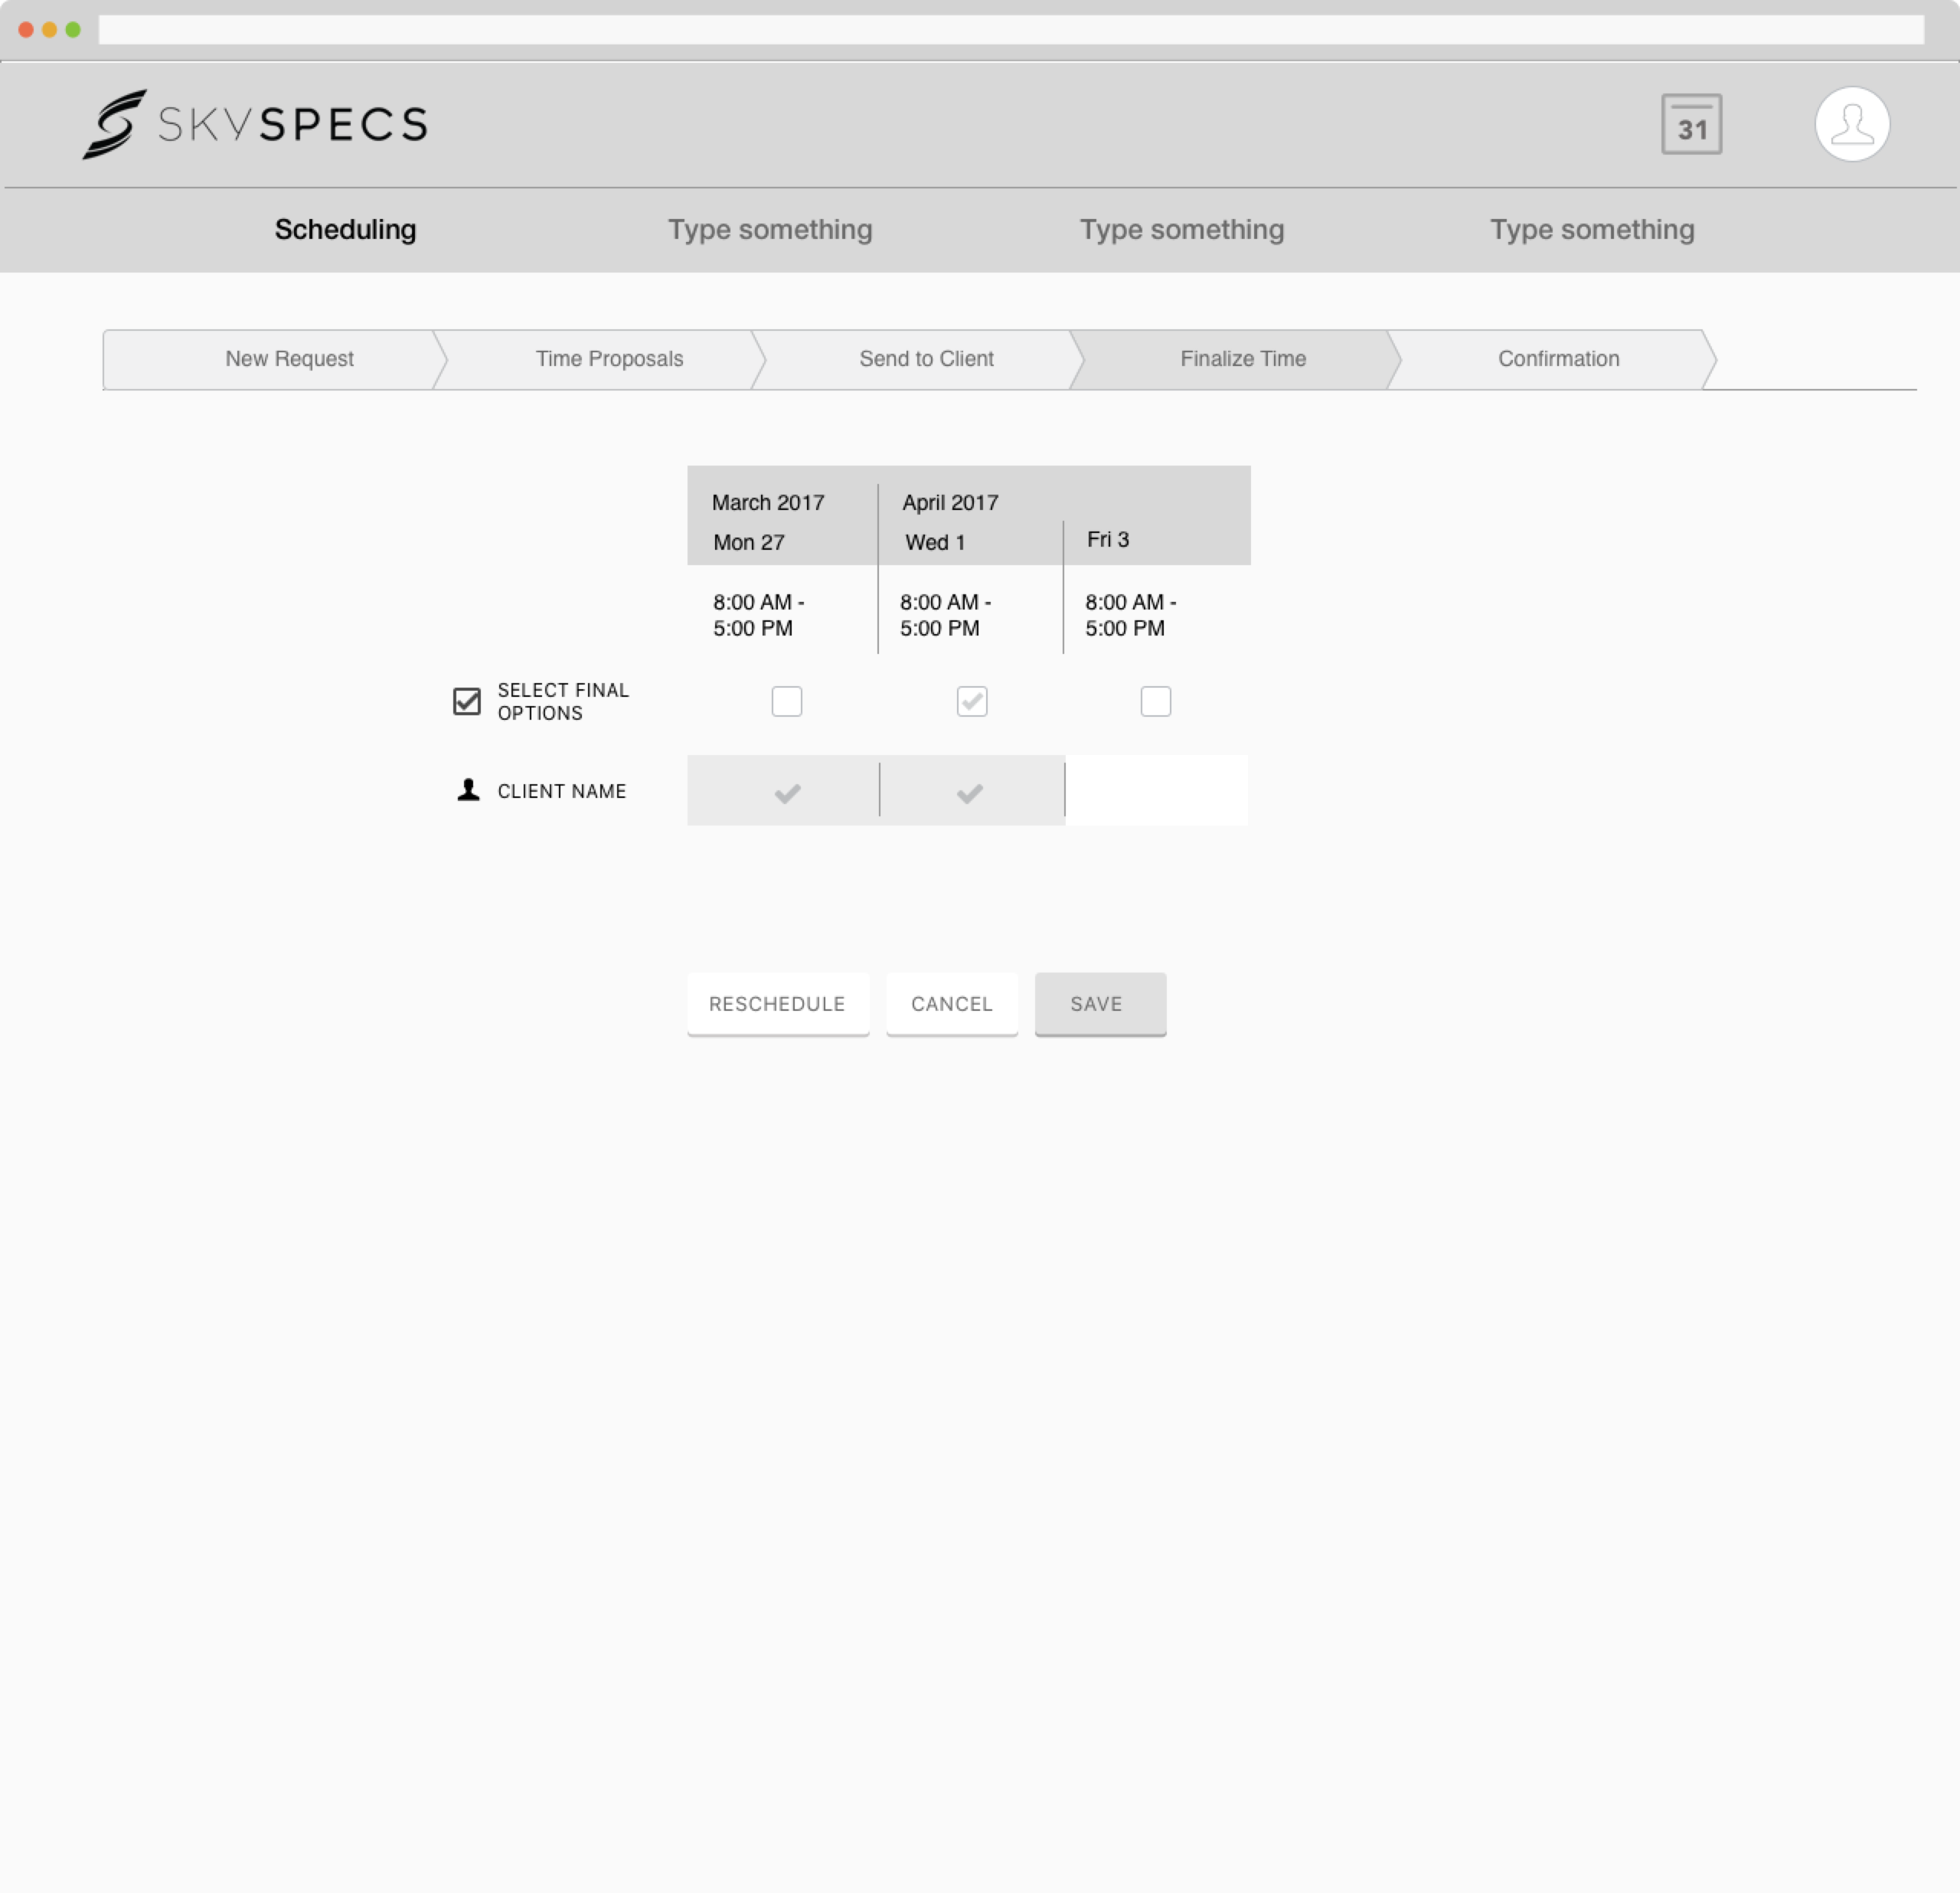 SKYSPECS
31
Scheduling
Type something
Type something
Type something
New Request
Time Proposals
Send to Client
Finalize Time
Confirmation
March 2017
April 2017
Mon 27
Wed 1
Fri 3
8:00 AM -
5:00 PM
8:00 AM -
5:00 PM
8:00 AM -
5:00 PM
SELECT FINAL
OPTIONS
CLIENT NAME
RESCHEDULE
CANCEL
SAVE